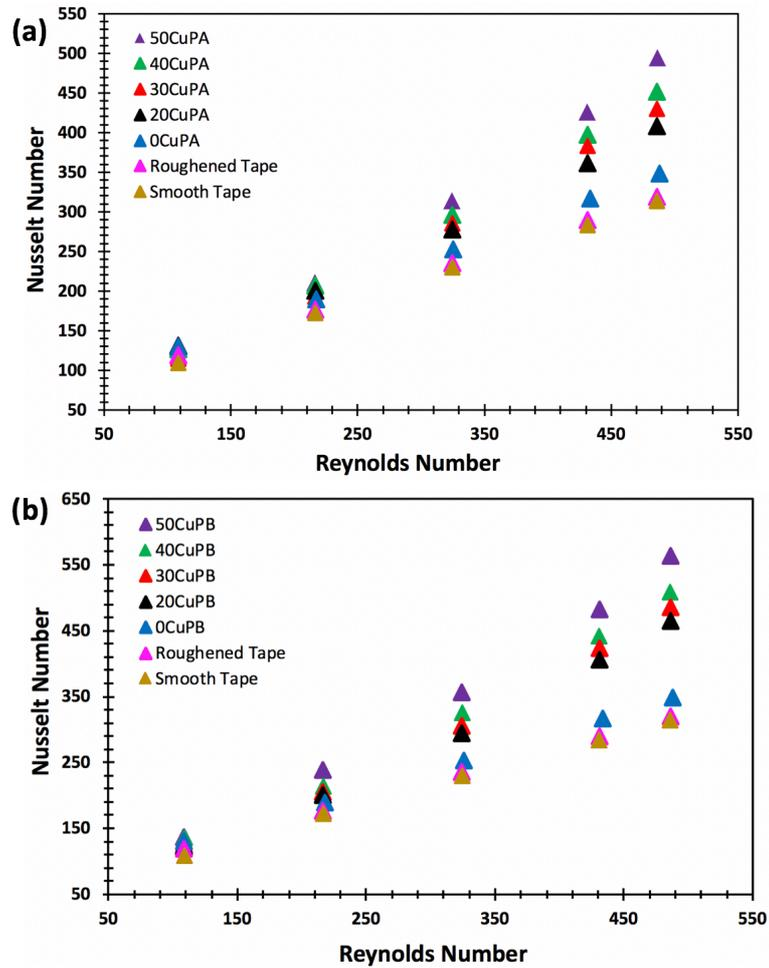 (a)
550
500
450
400
350
300
250
200
150
100
50
Nusselt Number
50CuPA
40CuPA
30CuPA
20CuPA
0CuPA
Roughened Tape
Smooth Tape
50 150 250 350 450 550
Reynolds Number
(b)
650
550
450
350
250
150
50
Nusselt Number
50CuPB
40CuPB
30CuPB
20CuPB
0CuPB
Roughened Tape
Smooth Tape
50 150 250 350 450 550
Reynolds Number